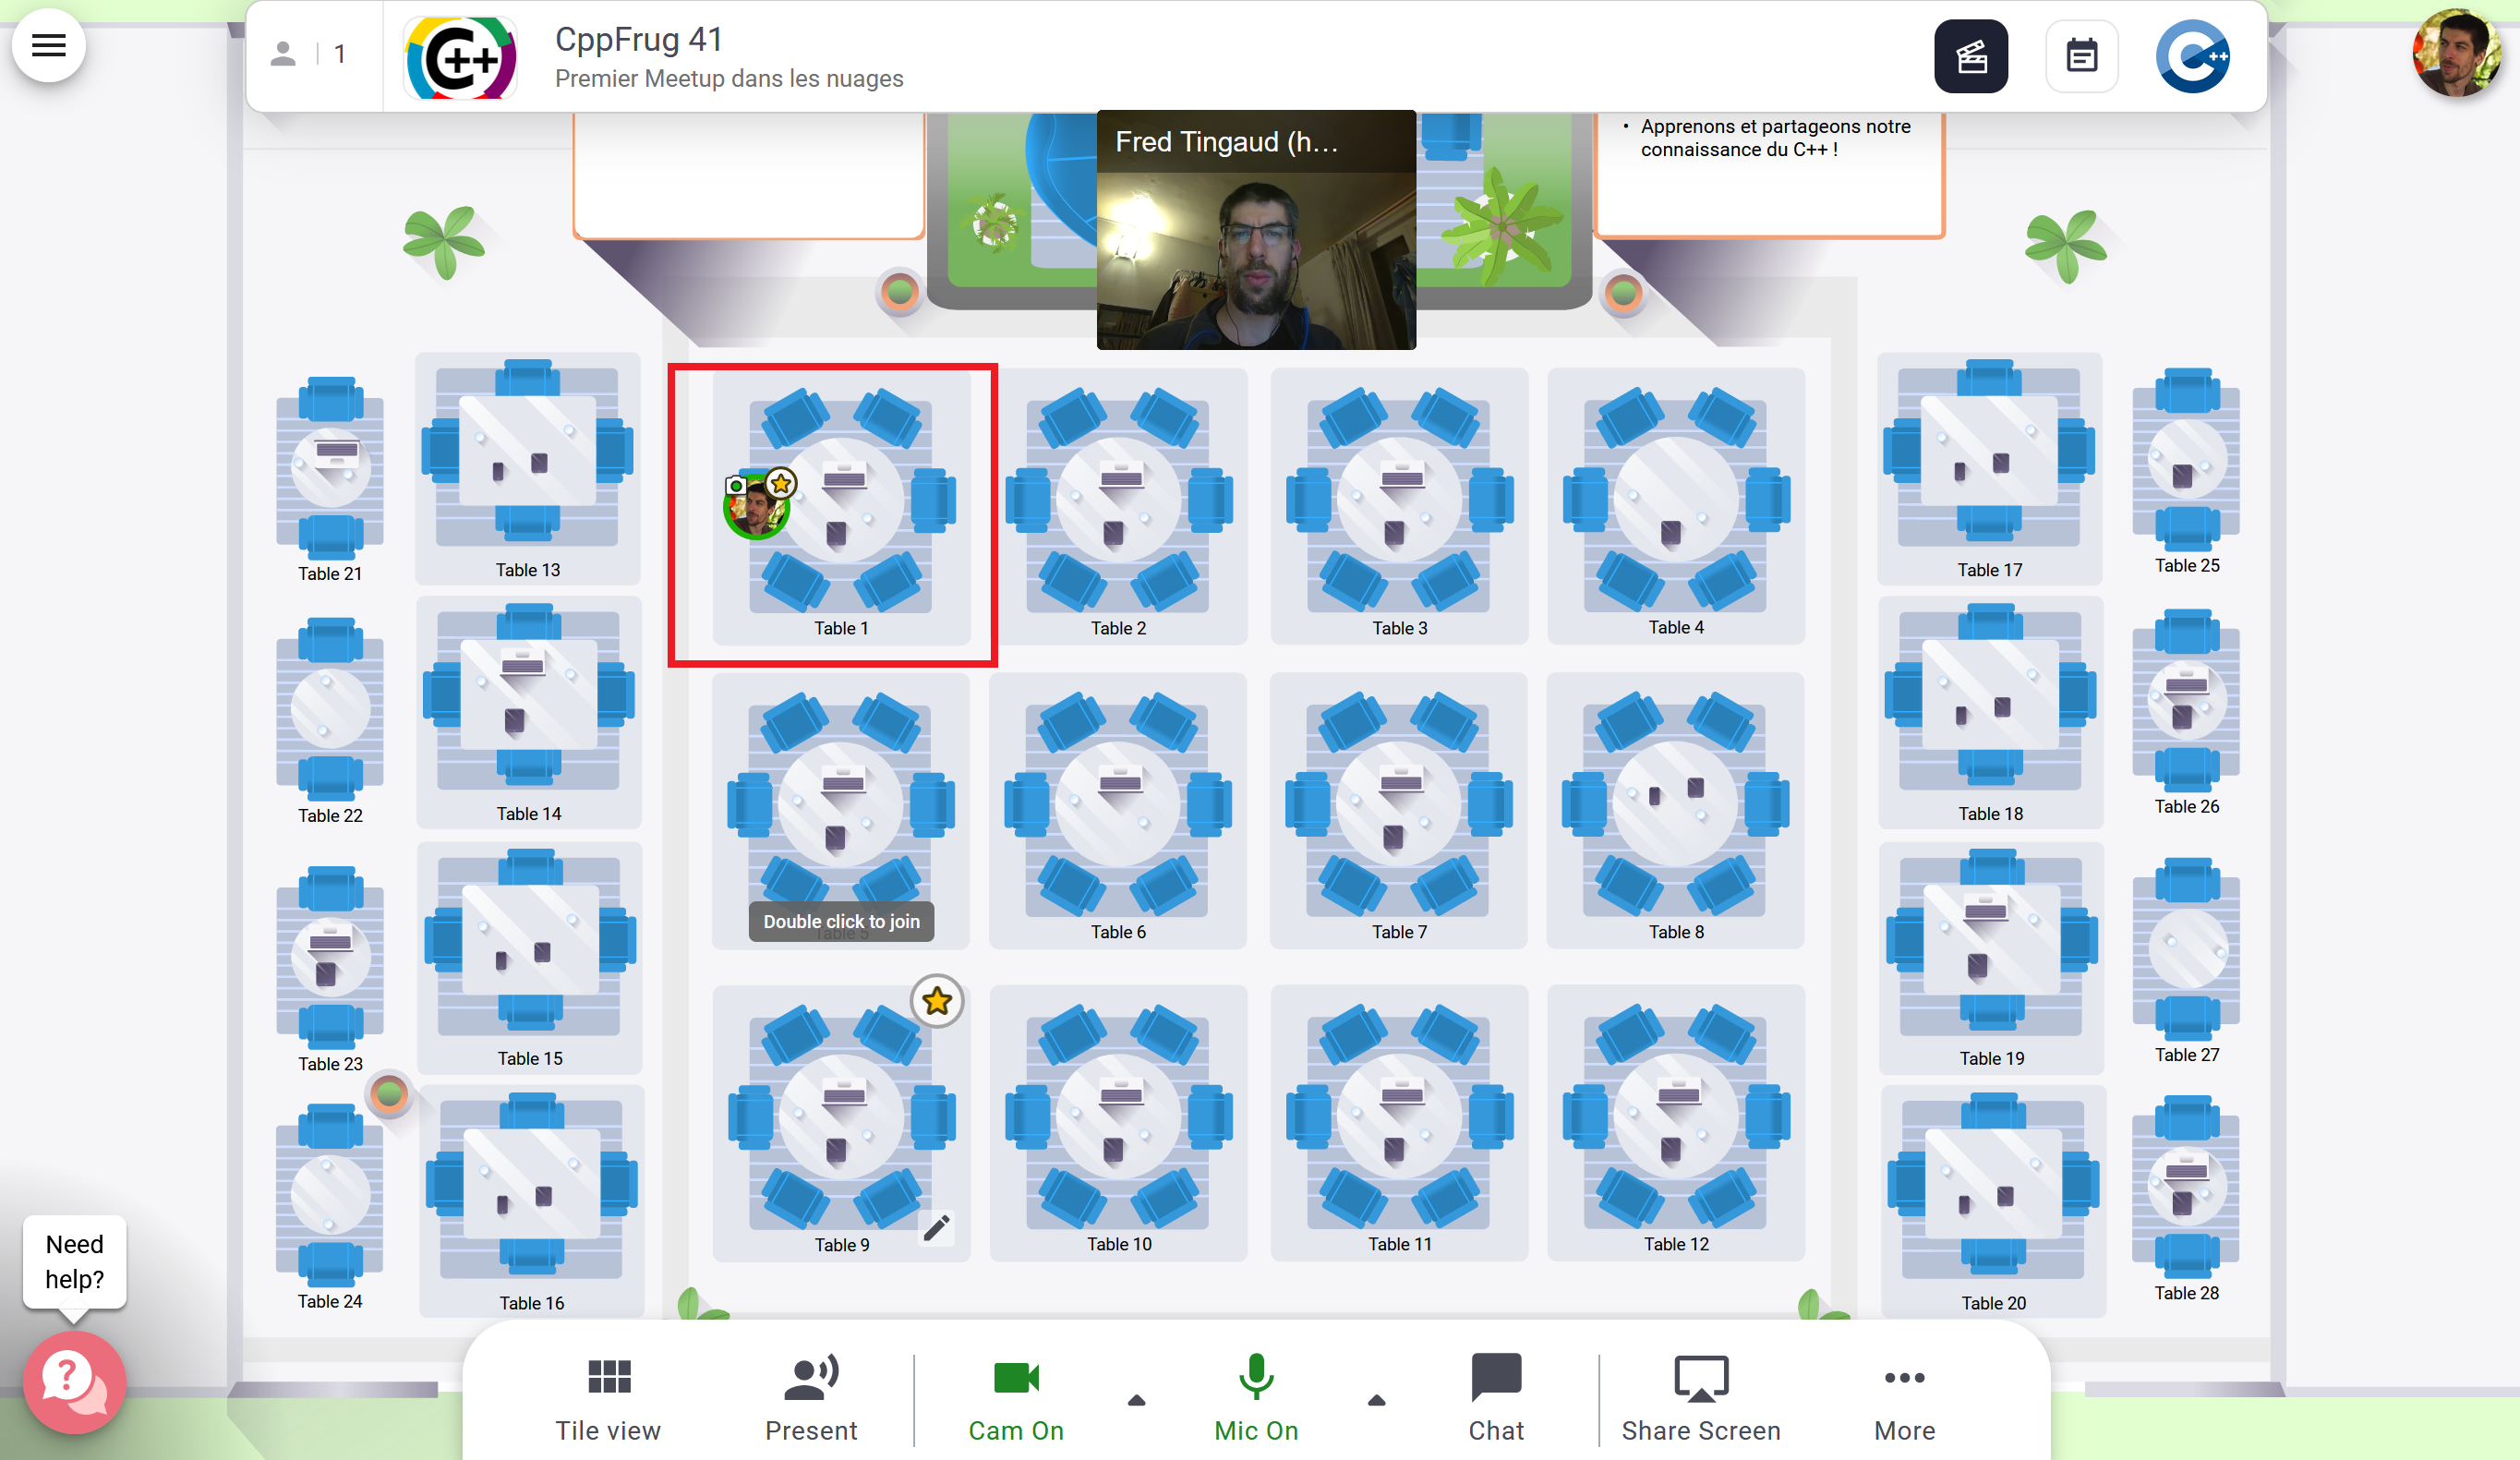 1
C++
CppFrug 41
Premier Meetup dans les nuages
C++
• Apprenons et partageons notre
connaissance du C++ !
Fred Tingaud (h...
Table 21
Table 13
Table 1
Table 2
Table 3
Table 4
Table 17
Table 25
Table 22
Table 14
Double click to join
Table 5
Table 6
Table 7
Table 8
Table 18
Table 26
Table 23
Table 15
Table 19
Table 27
Table 24
Table 16
Table 9
Table 10
Table 11
Table 12
Table 20
Table 28
Need
help?
?
Tile view
Present
Cam On
Mic On
Chat
Share Screen
More